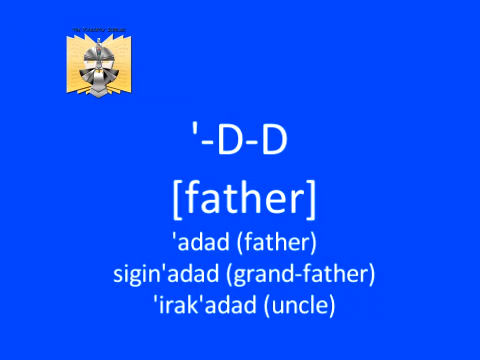 '-D-D
[father]
'adad (father)
sigin'adad (grand-father)
'irak'adad (uncle)